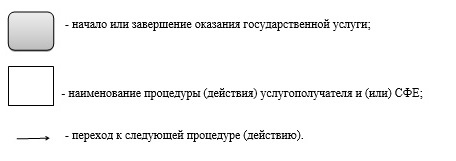 - начало или завершение оказания государственной услуги;
- наименование процедуры (действия) услугополучателя и (или) СФЕ;
- переход к следующей процедуре (действию).